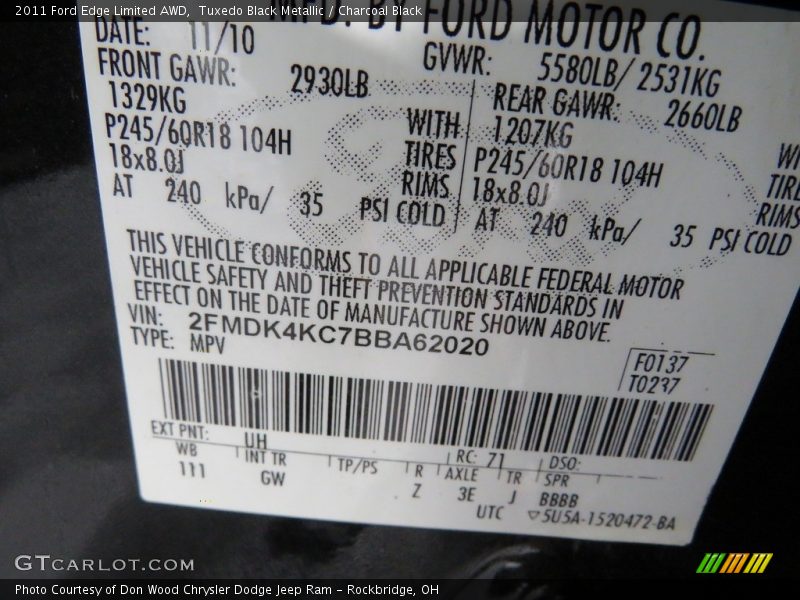 2011 Ford Edge Limited AWD, Tuxedo Black Metallic / Charcoal Black
MFD. BY FORD MOTOR CO.
DATE: 11/10 GVWR: 5580LB/ 2531KG
FRONT GAWR: 2930LB REAR GAWR: 2660LB
1329KG WITH 1207KG
P245/60R18 104H TIRES P245/60R18 104H TIRE
18x8.0J RIMS 18x8.0J RIMS
AT 240 kPa/ 35 PSI COLD AT 240 kPa/ 35 PSI COLD
THIS VEHICLE CONFORMS TO ALL APPLICABLE FEDERAL MOTOR
VEHICLE SAFETY AND THEFT PREVENTION STANDARDS IN
EFFECT ON THE DATE OF MANUFACTURE SHOWN ABOVE.
VIN: 2FMDK4KC7BBA62020
TYPE: MPV
F0137
T0237
EXT PNT: UH RC: 71 DSO:
WB INT TR TP/PS R AXLE TR SPR
111 GW Z 3E J BBBB
UTC ▽5U5A-1520472-BA
GTCARLOT.COM
Photo Courtesy of Don Wood Chrysler Dodge Jeep Ram – Rockbridge, OH